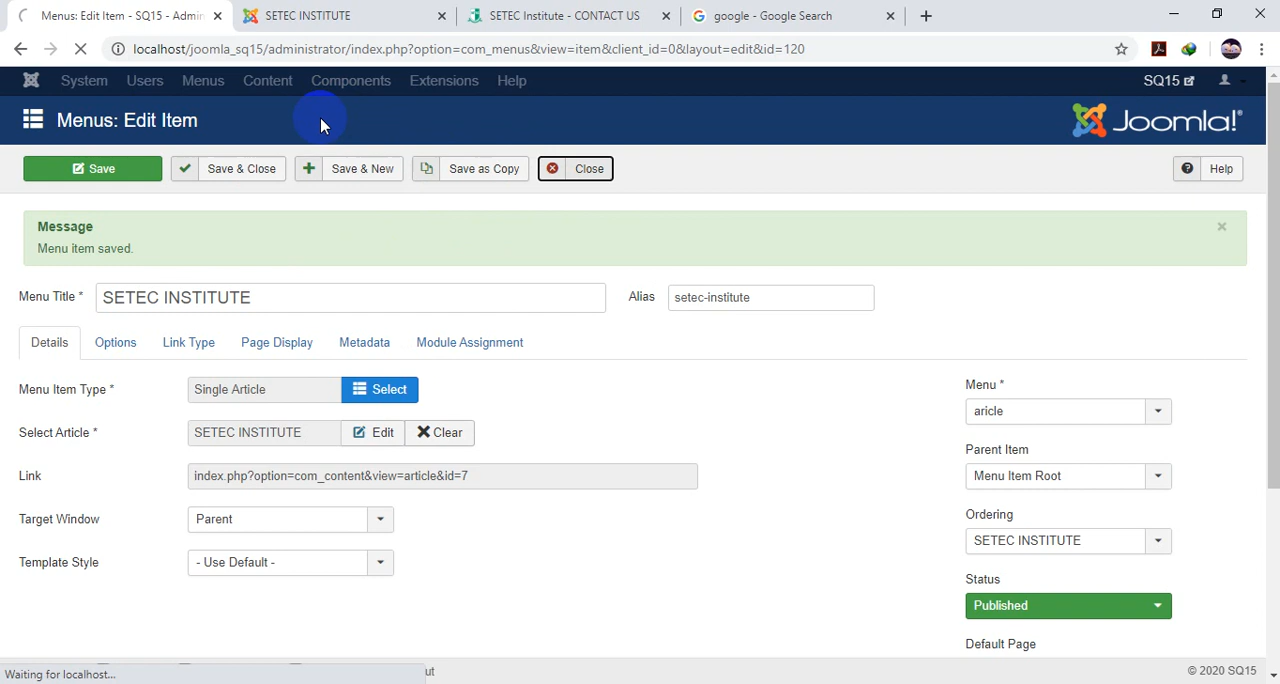 Menus: Edit Item - SQ15 - Admin
SETEC INSTITUTE
SETEC Institute - CONTACT US
google - Google Search
localhost/joomla_sq15/administrator/index.php?option=com_menus&view=item&client_id=0&layout=edit&id=120
System Users Menus Content Components Extensions Help SQ15
Menus: Edit Item
Joomla!
Save Save & Close Save & New Save as Copy Close Help
Message
Menu item saved.
Menu Title * SETEC INSTITUTE Alias setec-institute
Details Options Link Type Page Display Metadata Module Assignment
Menu Item Type * Single Article Select
Menu *
aricle
Select Article * SETEC INSTITUTE Edit Clear
Parent Item
Link index.php?option=com_content&view=article&id=7
Menu Item Root
Target Window Parent
Ordering
SETEC INSTITUTE
Template Style - Use Default -
Status
Published
Default Page
Waiting for localhost...
ut
© 2020 SQ15